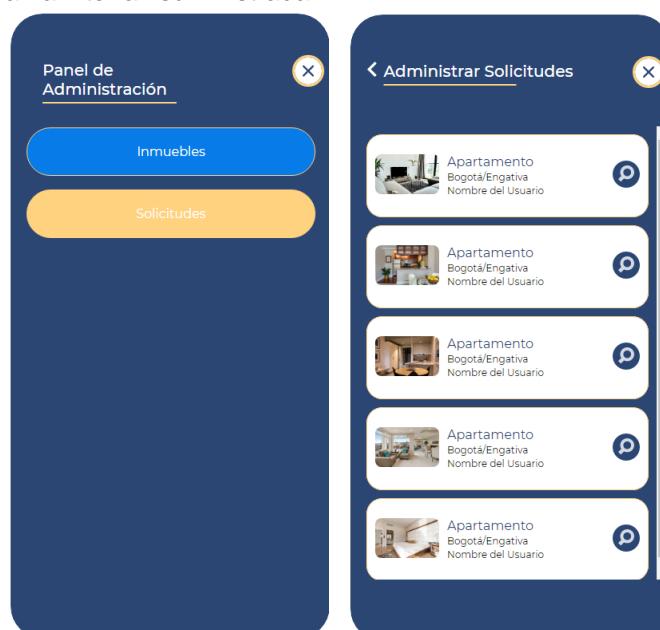 Panel de
Administración
Inmuebles
Solicitudes
Administrar Solicitudes
Apartamento
Bogotá/Engativa
Nombre del Usuario
Apartamento
Bogotá/Engativa
Nombre del Usuario
Apartamento
Bogotá/Engativa
Nombre del Usuario
Apartamento
Bogotá/Engativa
Nombre del Usuario
Apartamento
Bogotá/Engativa
Nombre del Usuario